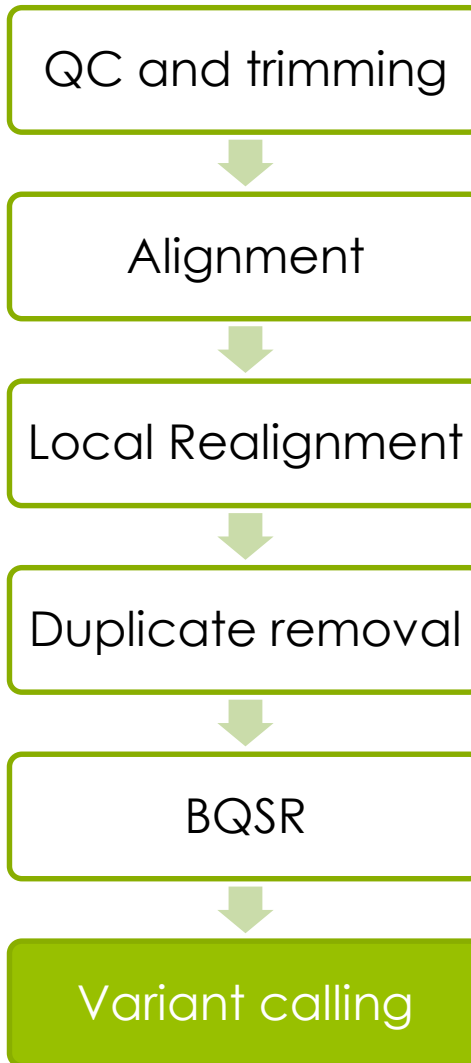 QC and trimming
Alignment
Local Realignment
Duplicate removal
BQSR
Variant calling